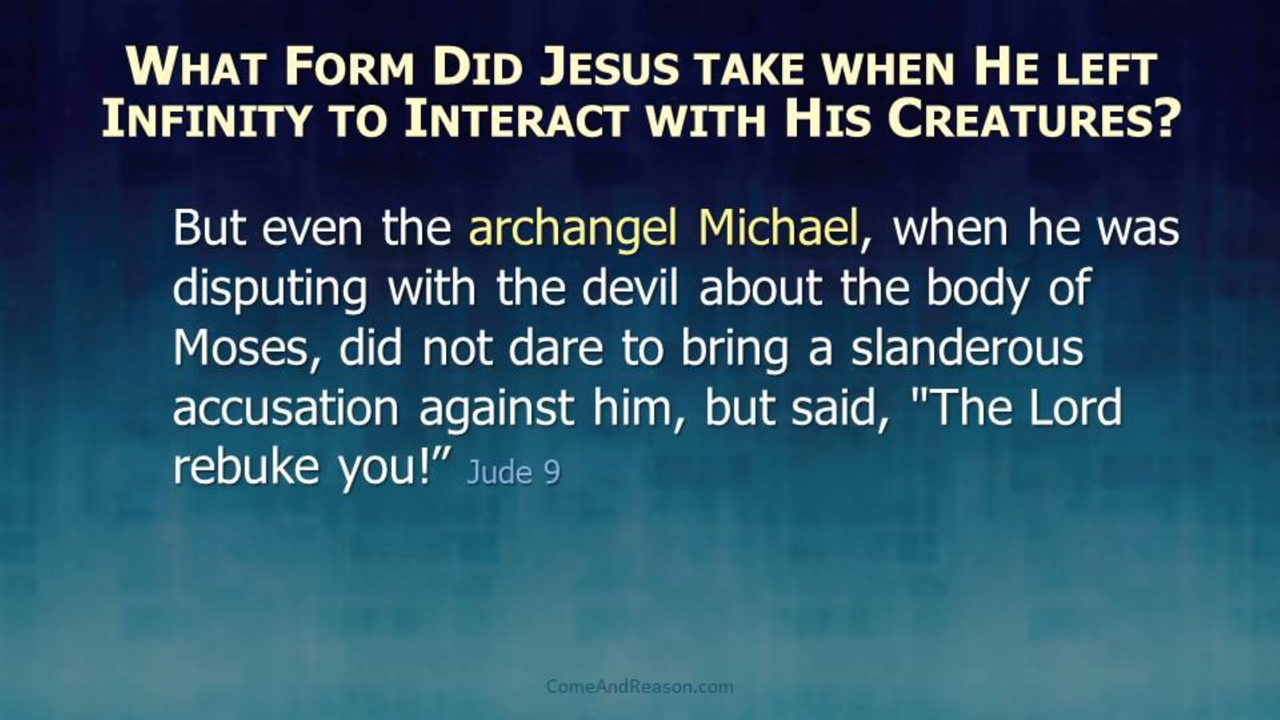 WHAT FORM DID JESUS TAKE WHEN HE LEFT
INFINITY TO INTERACT WITH HIS CREATURES?
But even the archangel Michael, when he was
disputing with the devil about the body of
Moses, did not dare to bring a slanderous
accusation against him, but said, "The Lord
rebuke you!” Jude 9
ComeAndReason.com